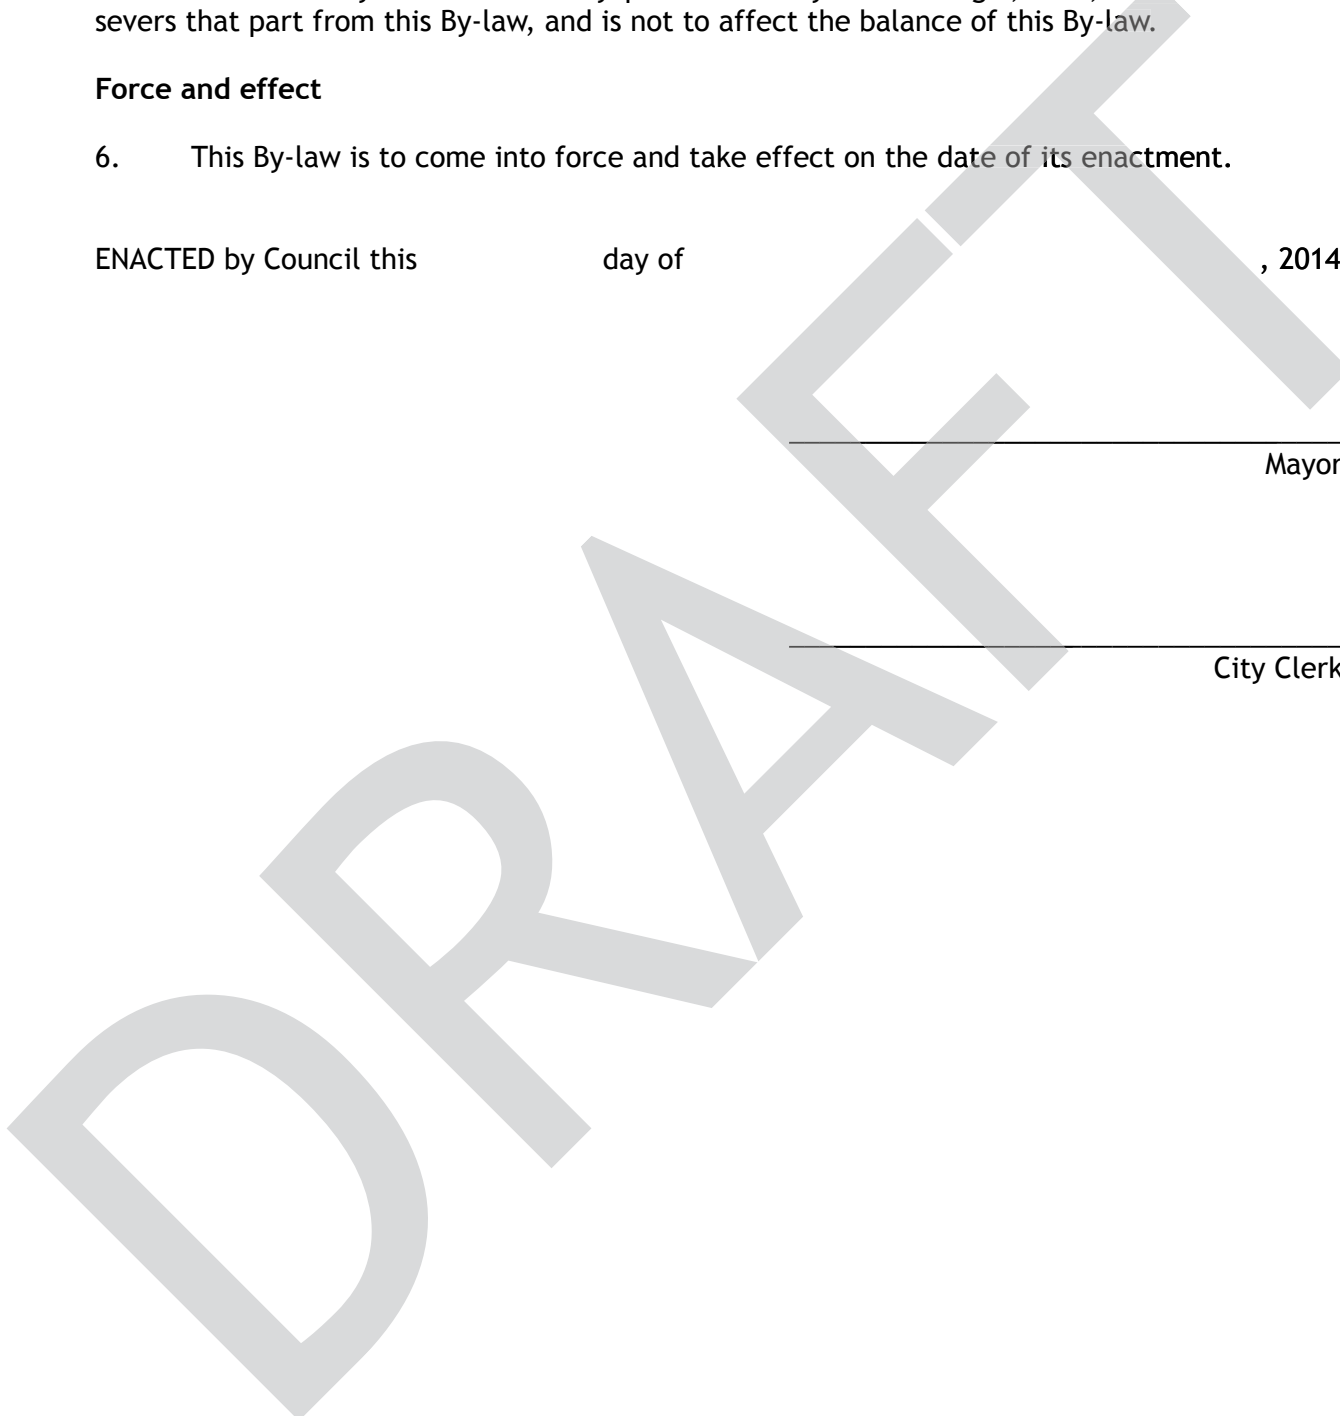 severs that part from this By-law, and is not to affect the balance of this By-law.
Force and effect
6. This By-law is to come into force and take effect on the date of its enactment.
ENACTED by Council this day of , 2014
Mayor
City Clerk
DRAFT